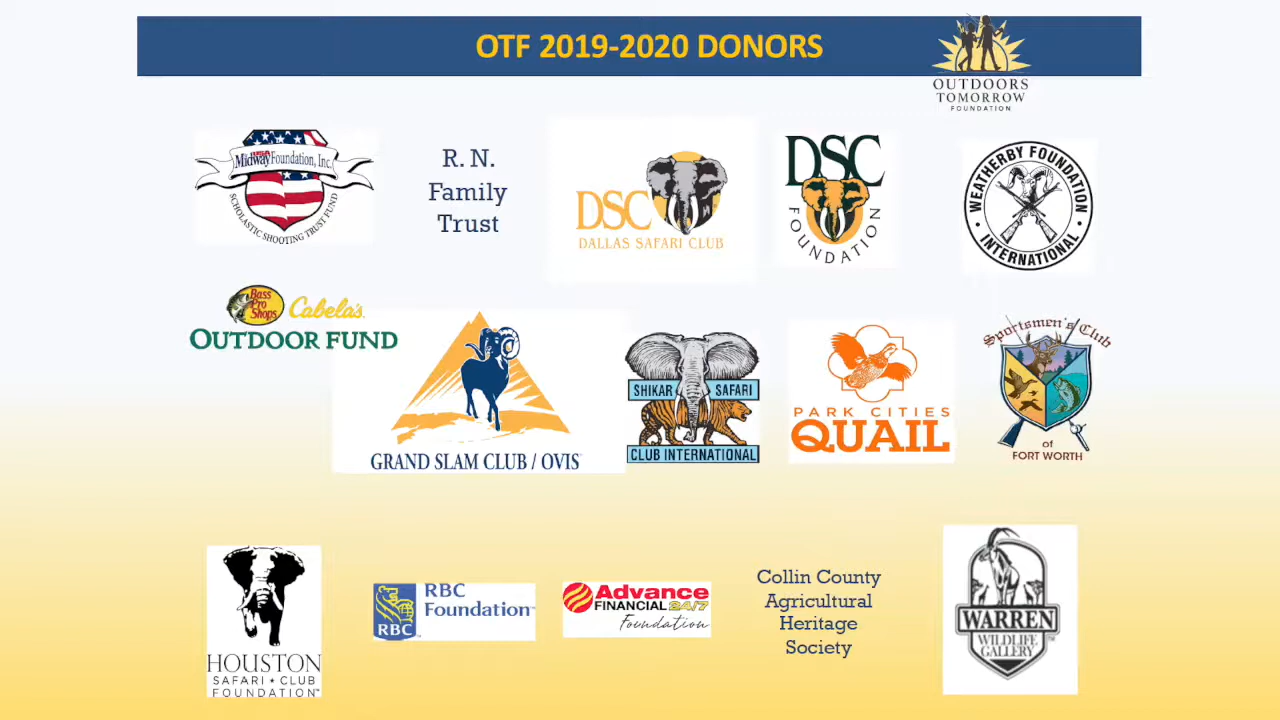 OTF 2019-2020 DONORS
OUTDOORS
TOMORROW
FOUNDATION
USA
Midway Foundation, Inc.
SCHOLASTIC SHOOTING TRUST FUND
R. N.
Family
Trust
DSC
DALLAS SAFARI CLUB
DSC
FOUNDATION
WEATHERBY FOUNDATION
INTERNATIONAL
Bass
Pro
Shops
Cabela's
OUTDOOR FUND
GRAND SLAM CLUB / OVIS
SHIKAR SAFARI
CLUB INTERNATIONAL
PARK CITIES
QUAIL
Sportsmen's Club
of
FORT WORTH
HOUSTON
SAFARI • CLUB
FOUNDATION™
RBC
RBC
Foundation™
Advance
FINANCIAL 24/7
Foundation
Collin County
Agricultural
Heritage
Society
WARREN
WILDLIFE
GALLERY